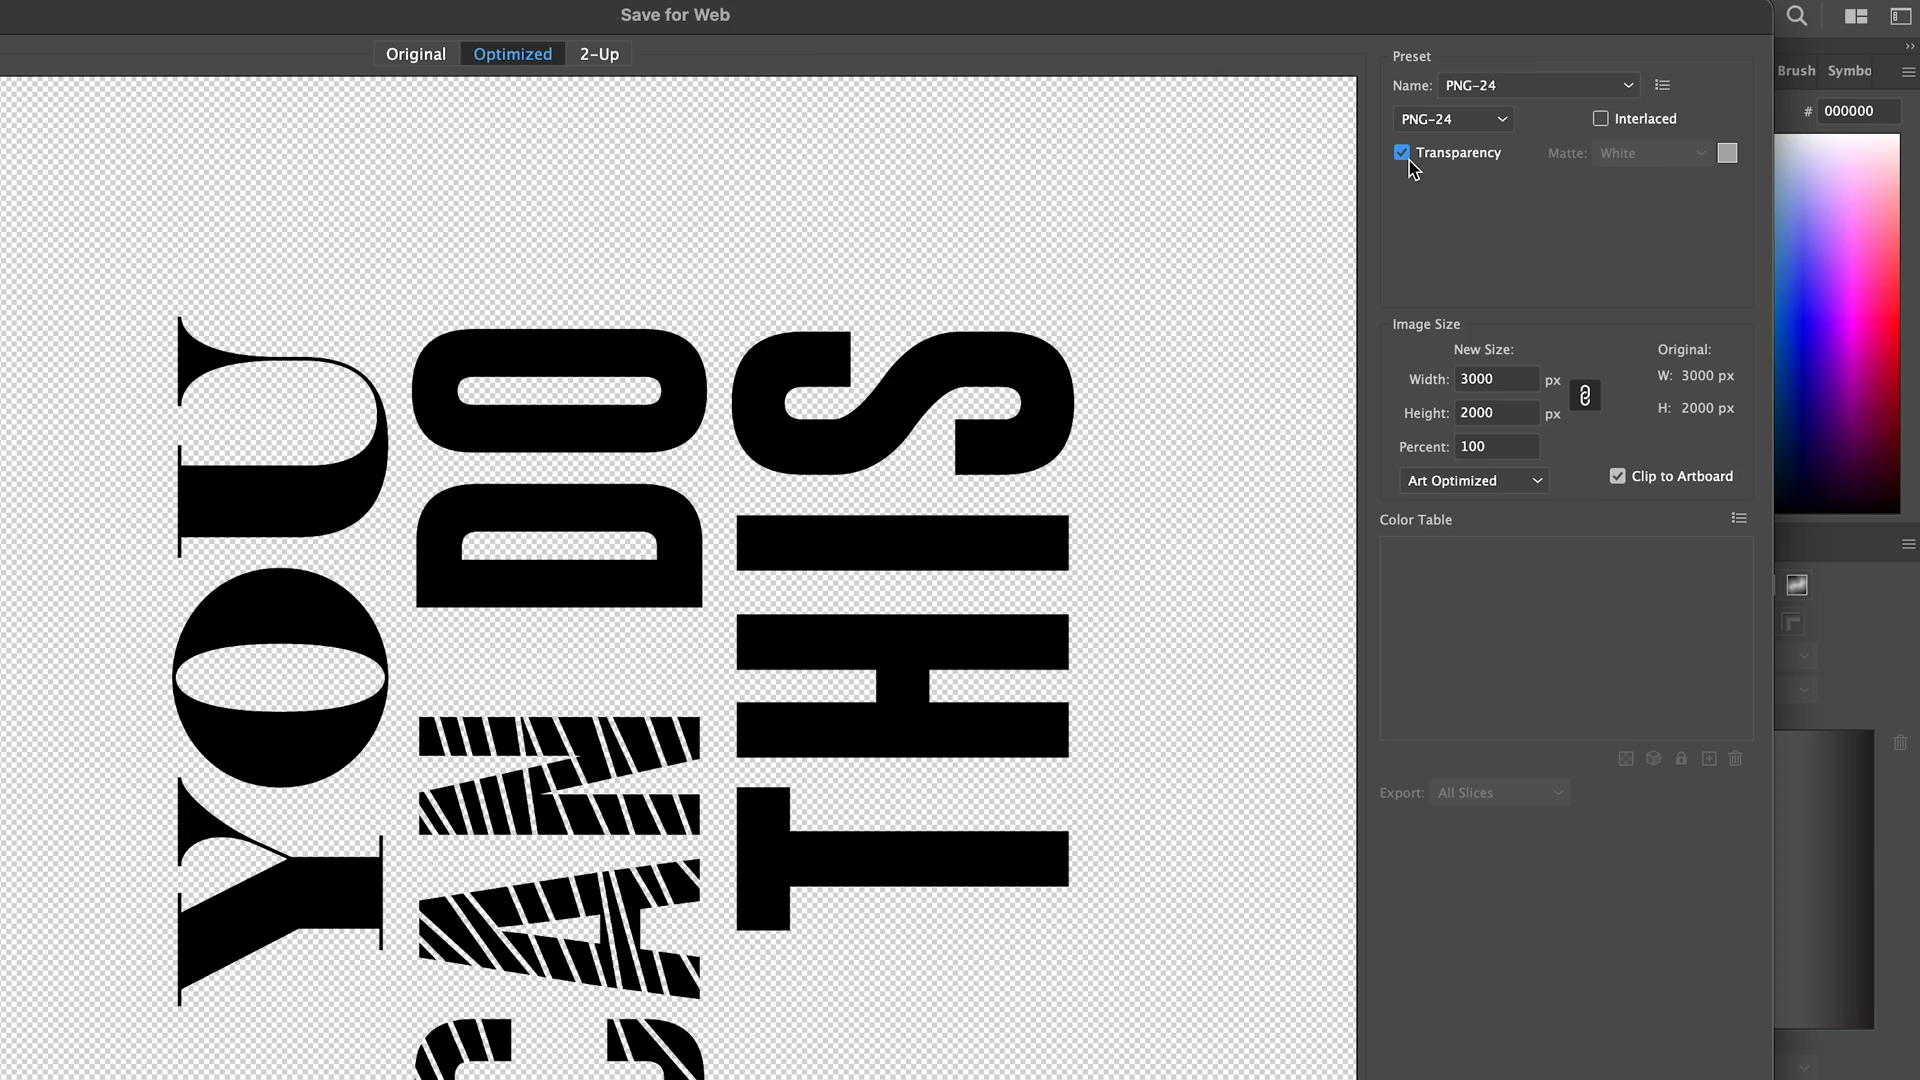 Save for Web
Original Optimized 2-Up
Preset
Name: PNG-24
PNG-24 Interlaced
Transparency Matte: White
Image Size
New Size: Original:
Width: 3000 px W: 3000 px
Height: 2000 px H: 2000 px
Percent: 100
Art Optimized Clip to Artboard
Color Table
Export: All Slices
Brush Symbo
# 000000
YOU
CAN DO
THIS